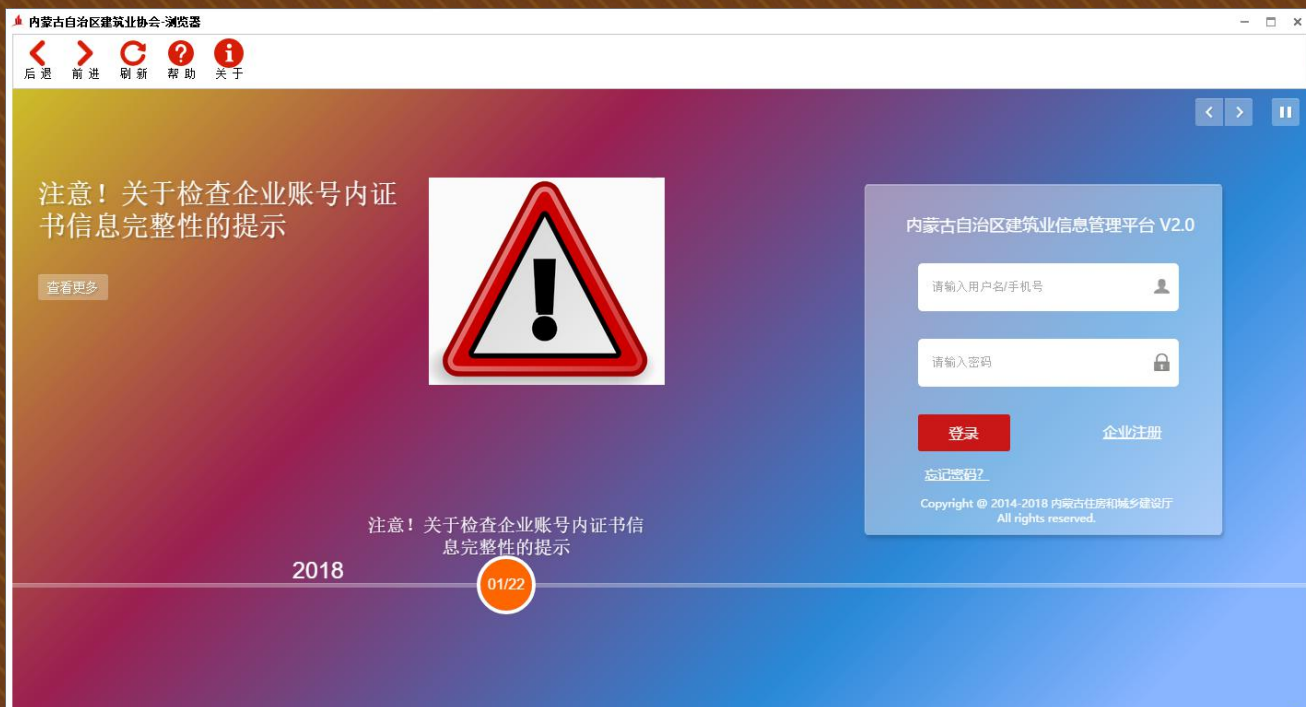 内蒙古自治区建筑业协会-浏览器
后退 前进 刷新 帮助 关于
注意！关于检查企业账号内证
书信息完整性的提示
查看更多
内蒙古自治区建筑业信息管理平台 V2.0
请输入用户名/手机号
请输入密码
登录 企业注册
忘记密码？
Copyright @ 2014-2018 内蒙古住房和城乡建设厅
All rights reserved.
注意！关于检查企业账号内证书信
息完整性的提示
2018
01/22